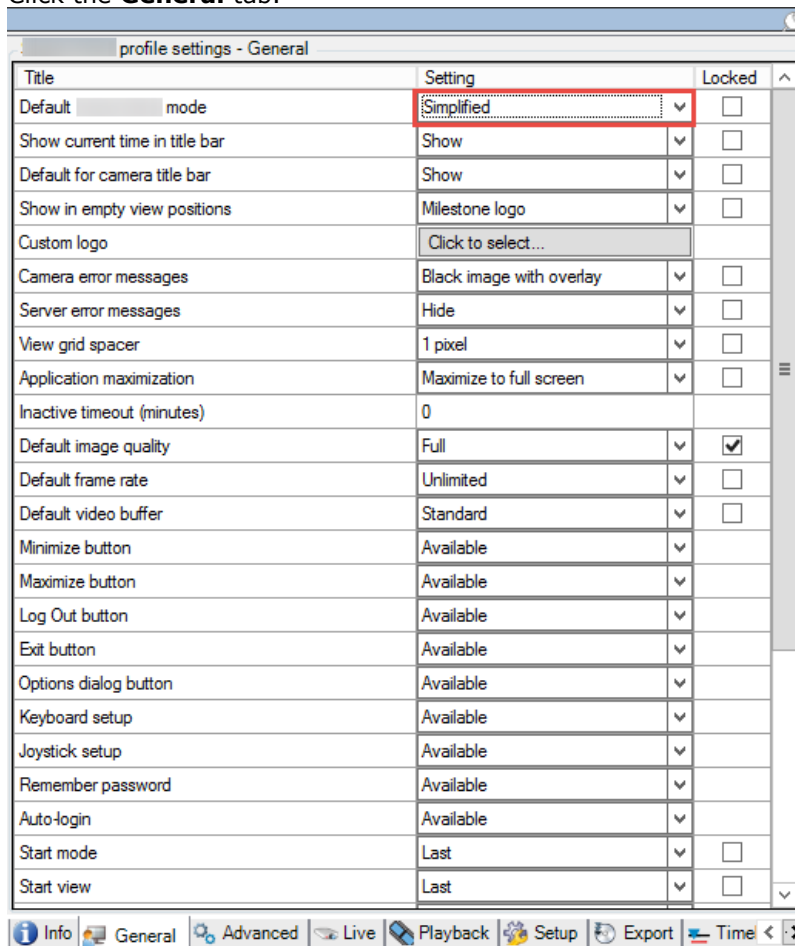 Click the General tab.
profile settings - General
Title Setting Locked
Default mode Simplified
Show current time in title bar Show
Default for camera title bar Show
Show in empty view positions Milestone logo
Custom logo Click to select...
Camera error messages Black image with overlay
Server error messages Hide
View grid spacer 1 pixel
Application maximization Maximize to full screen
Inactive timeout (minutes) 0
Default image quality Full
Default frame rate Unlimited
Default video buffer Standard
Minimize button Available
Maximize button Available
Log Out button Available
Exit button Available
Options dialog button Available
Keyboard setup Available
Joystick setup Available
Remember password Available
Auto-login Available
Start mode Last
Start view Last
Info General Advanced Live Playback Setup Export Timel